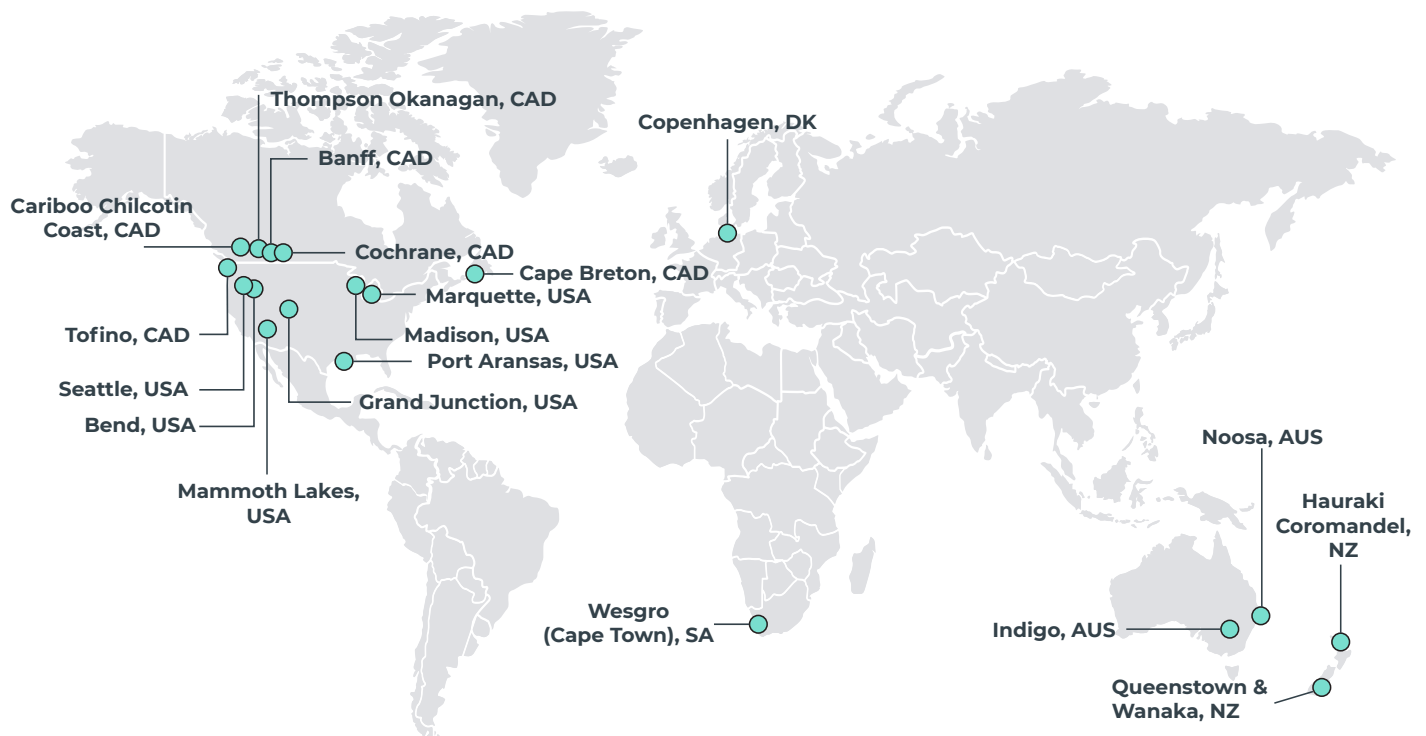 Thompson Okanagan, CAD
Copenhagen, DK
Banff, CAD
Cariboo Chilcotin
Coast, CAD
Cochrane, CAD
Cape Breton, CAD
Marquette, USA
Tofino, CAD
Madison, USA
Port Aransas, USA
Seattle, USA
Grand Junction, USA
Bend, USA
Noosa, AUS
Mammoth Lakes,
USA
Hauraki
Coromandel,
NZ
Wesgro
(Cape Town), SA
Indigo, AUS
Queenstown &
Wanaka, NZ